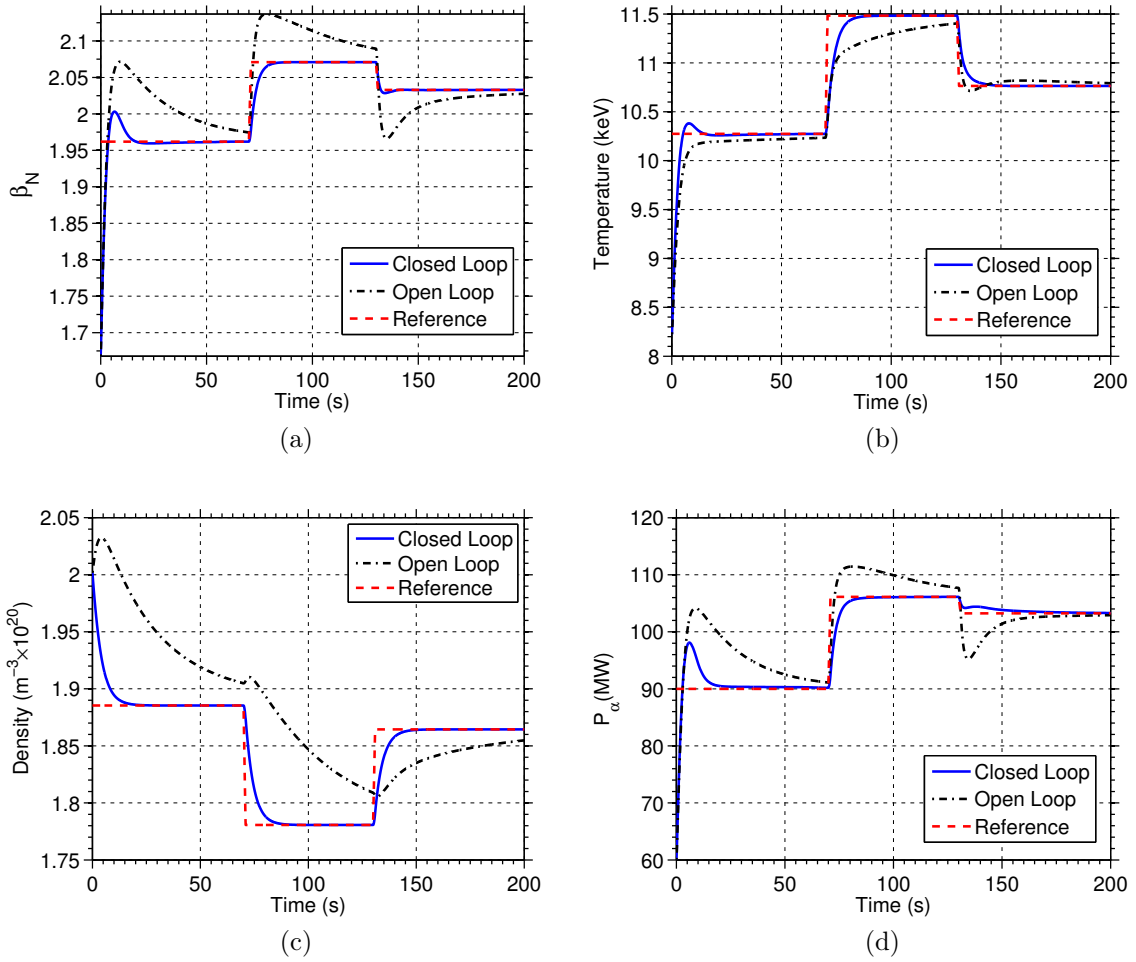 2.1
2.05
2
1.95
1.9
1.85
1.8
1.75
1.7
β_N
Closed Loop
Open Loop
Reference
0 50 100 150 200
Time (s)
(a)
11.5
11
10.5
10
9.5
9
8.5
8
Temperature (keV)
Closed Loop
Open Loop
Reference
0 50 100 150 200
Time (s)
(b)
2.05
2
1.95
1.9
1.85
1.8
1.75
Density (m⁻³×10²⁰)
Closed Loop
Open Loop
Reference
0 50 100 150 200
Time (s)
(c)
120
110
100
90
80
70
60
P_α(MW)
Closed Loop
Open Loop
Reference
0 50 100 150 200
Time (s)
(d)